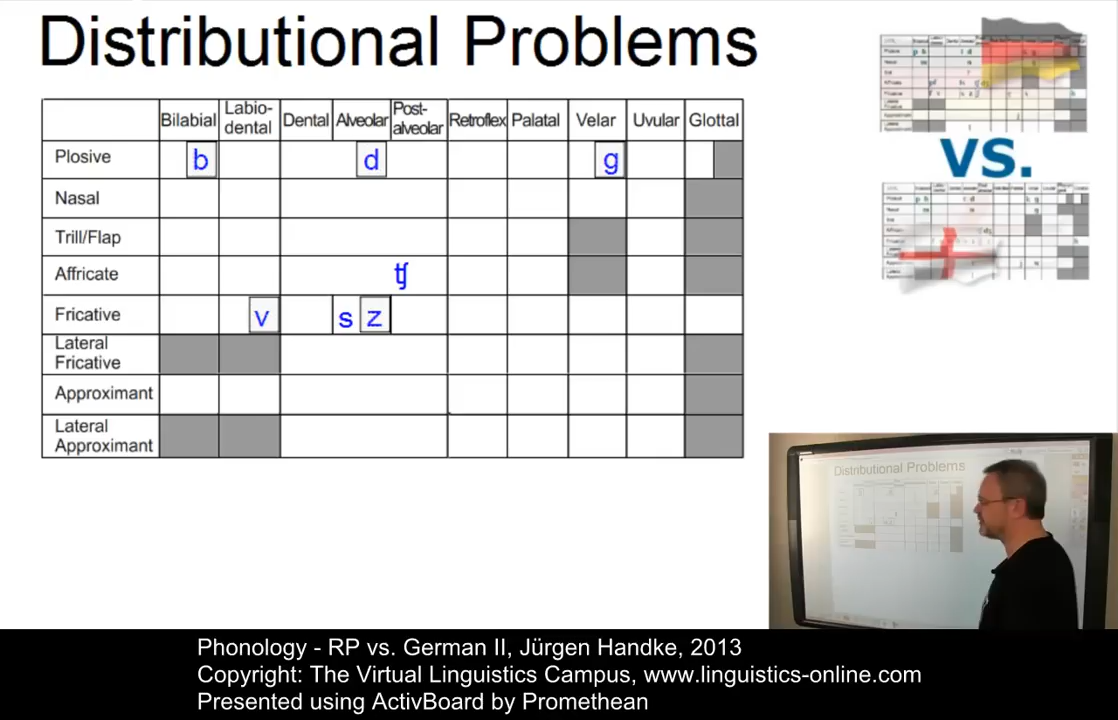 Distributional Problems
Bilabial Labio-dental Dental Alveolar Post-alveolar Retroflex Palatal Velar Uvular Glottal
Plosive b d g
Nasal
Trill/Flap
Affricate ʧ
Fricative v s z
Lateral Fricative
Approximant
Lateral Approximant
VS.
Distributional Problems
Phonology - RP vs. German II, Jürgen Handke, 2013
Copyright: The Virtual Linguistics Campus, www.linguistics-online.com
Presented using ActivBoard by Promethean